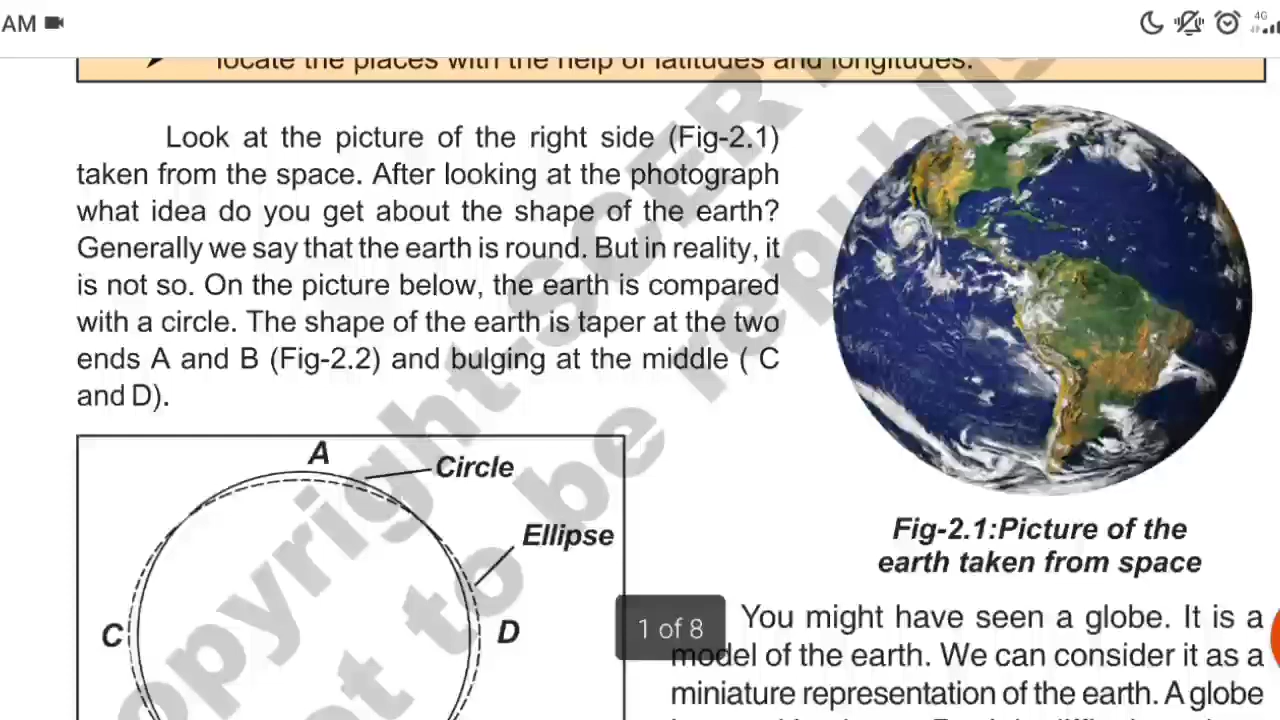 AM
4G
locate the places with the help of latitudes and longitudes.
Look at the picture of the right side (Fig-2.1)
taken from the space. After looking at the photograph
what idea do you get about the shape of the earth?
Generally we say that the earth is round. But in reality, it
is not so. On the picture below, the earth is compared
with a circle. The shape of the earth is taper at the two
ends A and B (Fig-2.2) and bulging at the middle ( C
and D).
A
Circle
Ellipse
C
D
Fig-2.1:Picture of the
earth taken from space
1 of 8
You might have seen a globe. It is a
model of the earth. We can consider it as a
miniature representation of the earth. A globe